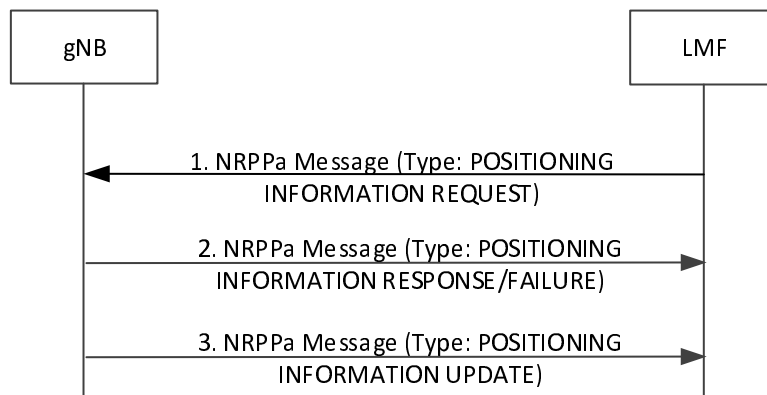 gNB
LMF
1. NRPPa Message (Type: POSITIONING
INFORMATION REQUEST)
2. NRPPa Message (Type: POSITIONING
INFORMATION RESPONSE/FAILURE)
3. NRPPa Message (Type: POSITIONING
INFORMATION UPDATE)